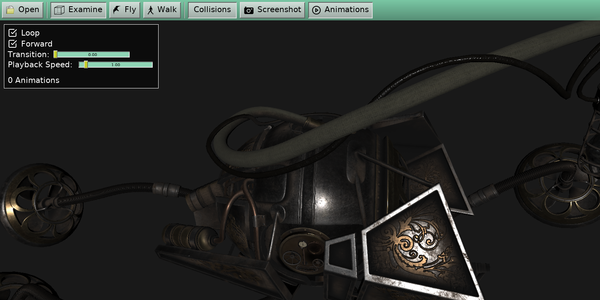 Open Examine Fly Walk Collisions Screenshot Animations
Loop
Forward
Transition: 0.00
Playback Speed: 1.00
0 Animations